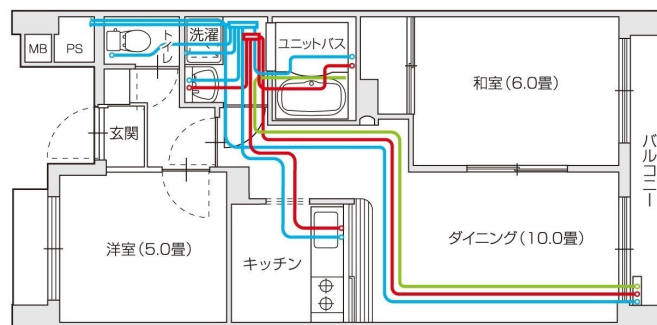 MB
PS
トイレ
洗濯
ユニットバス
和室(6.0畳)
バルコニー
玄関
洋室(5.0畳)
キッチン
ダイニング(10.0畳)